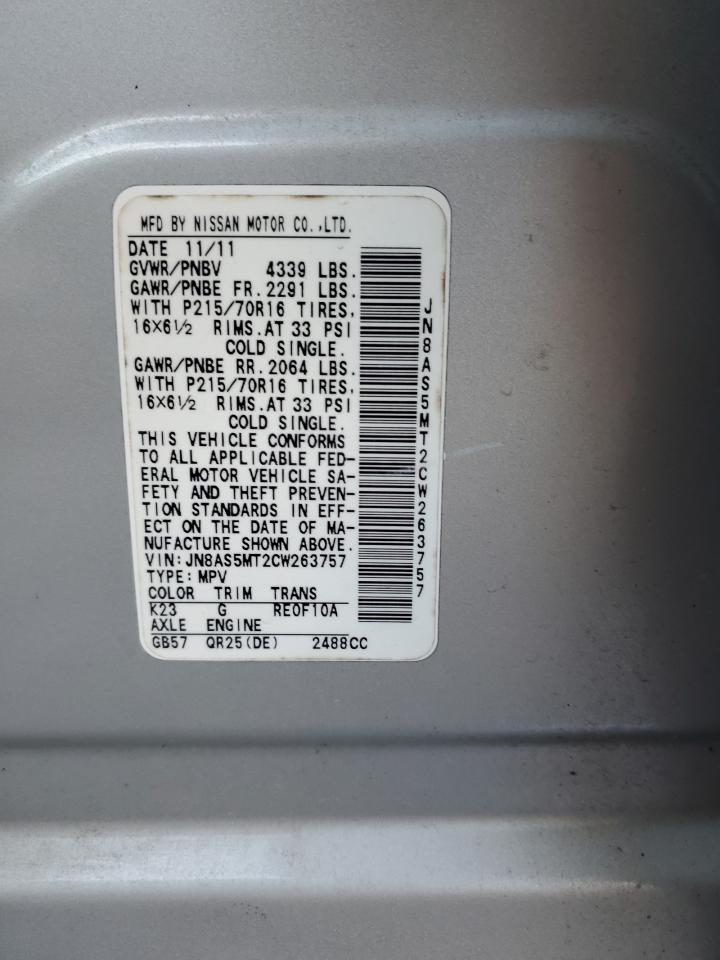 MFD BY NISSAN MOTOR CO.,LTD.
DATE 11/11
GVWR/PNBV 4339 LBS.
GAWR/PNBE FR.2291 LBS.
WITH P215/70R16 TIRES,
16X6½ RIMS.AT 33 PSI
COLD SINGLE.
GAWR/PNBE RR.2064 LBS.
WITH P215/70R16 TIRES,
16X6½ RIMS.AT 33 PSI
COLD SINGLE.
THIS VEHICLE CONFORMS
TO ALL APPLICABLE FED-
ERAL MOTOR VEHICLE SA-
FETY AND THEFT PREVEN-
TION STANDARDS IN EFF-
ECT ON THE DATE OF MA-
NUFACTURE SHOWN ABOVE.
VIN:JN8AS5MT2CW263757
TYPE:MPV
COLOR TRIM TRANS
K23 G RE0F10A
AXLE ENGINE
GB57 QR25(DE) 2488CC
JN8AS5MT2CW263757